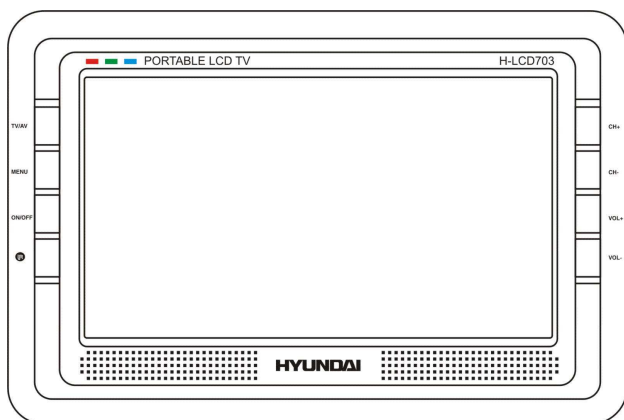 PORTABLE LCD TV H-LCD703
TV/AV
MENU
ON/OFF
CH+
CH-
VOL+
VOL-
HYUNDAI